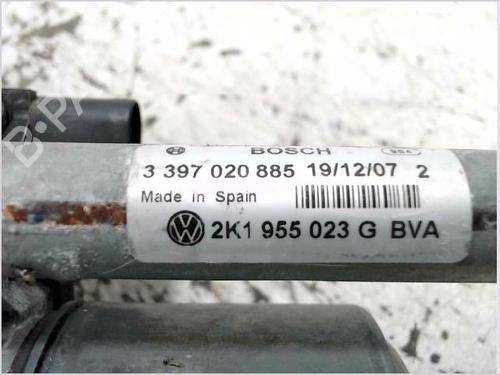 BOSCH
3 397 020 885 19/12/07 2
Made in Spain
2K1 955 023 G BVA